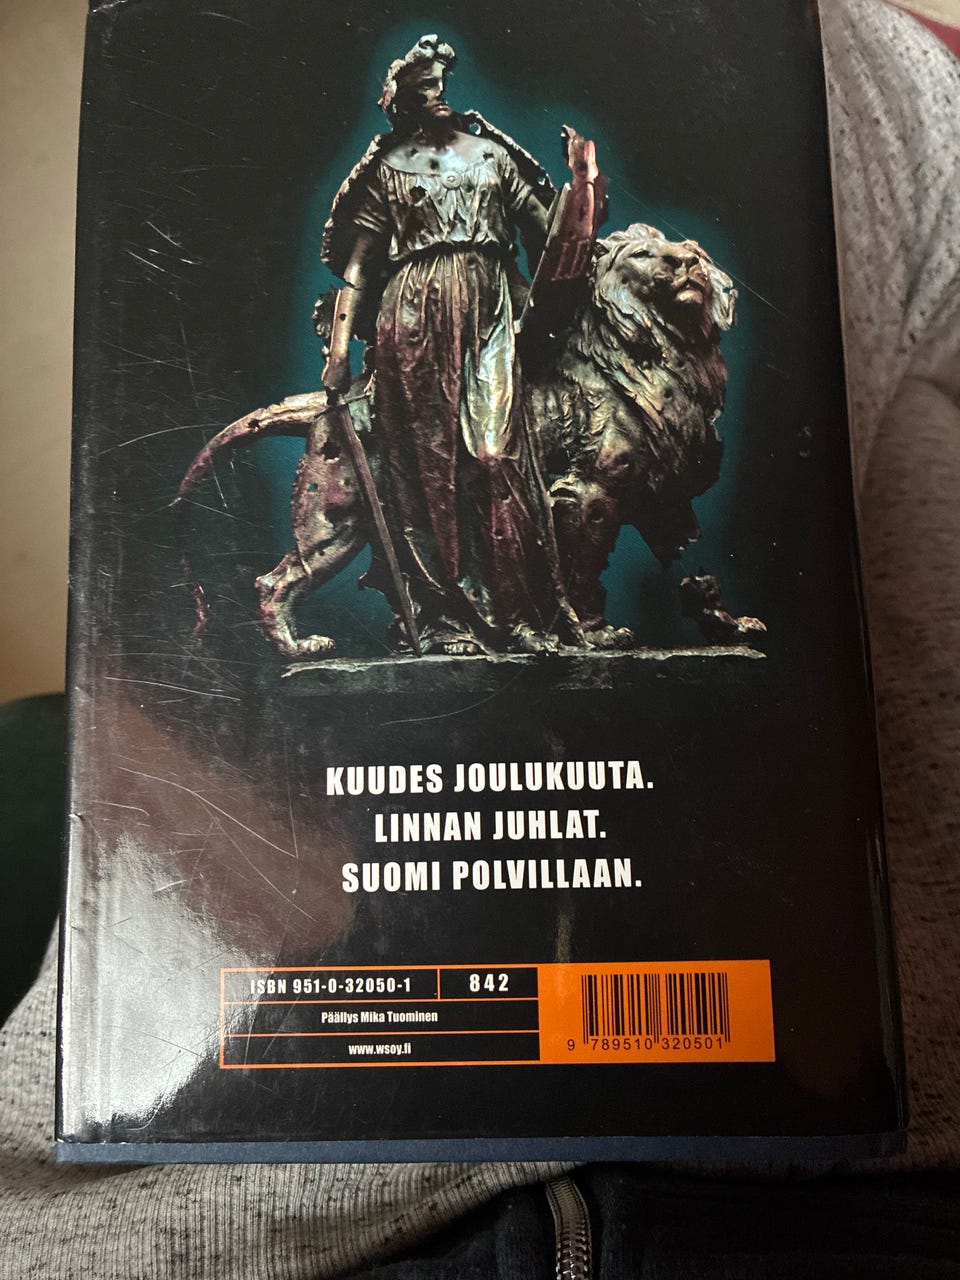 KUUDES JOULUKUUTA.
LINNAN JUHLAT.
SUOMI POLVILLAAN.
ISBN 951-0-32050-1
842
Päällys Mika Tuominen
www.wsoy.fi
9 789510 320501